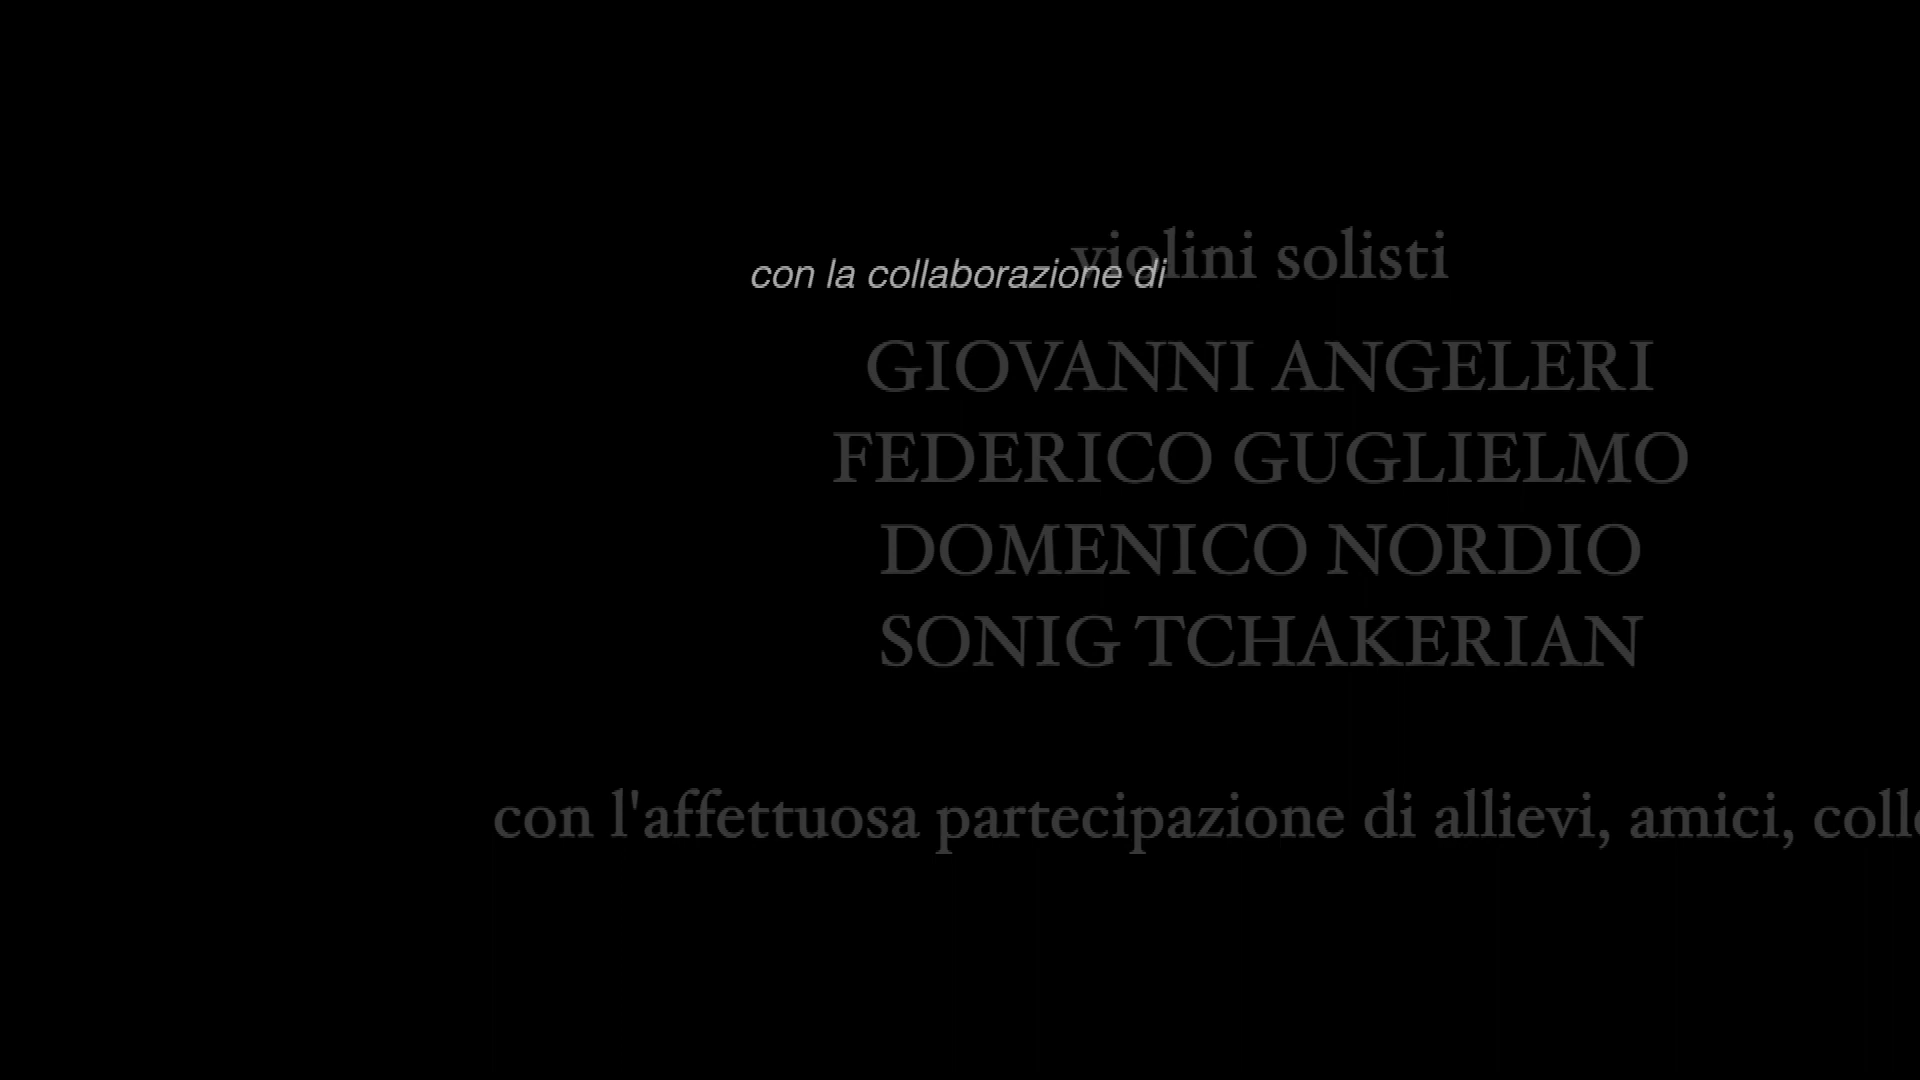 con la collaborazione di
violini solisti
GIOVANNI ANGELERI
FEDERICO GUGLIELMO
DOMENICO NORDIO
SONIG TCHAKERIAN
con l'affettuosa partecipazione di allievi, amici,